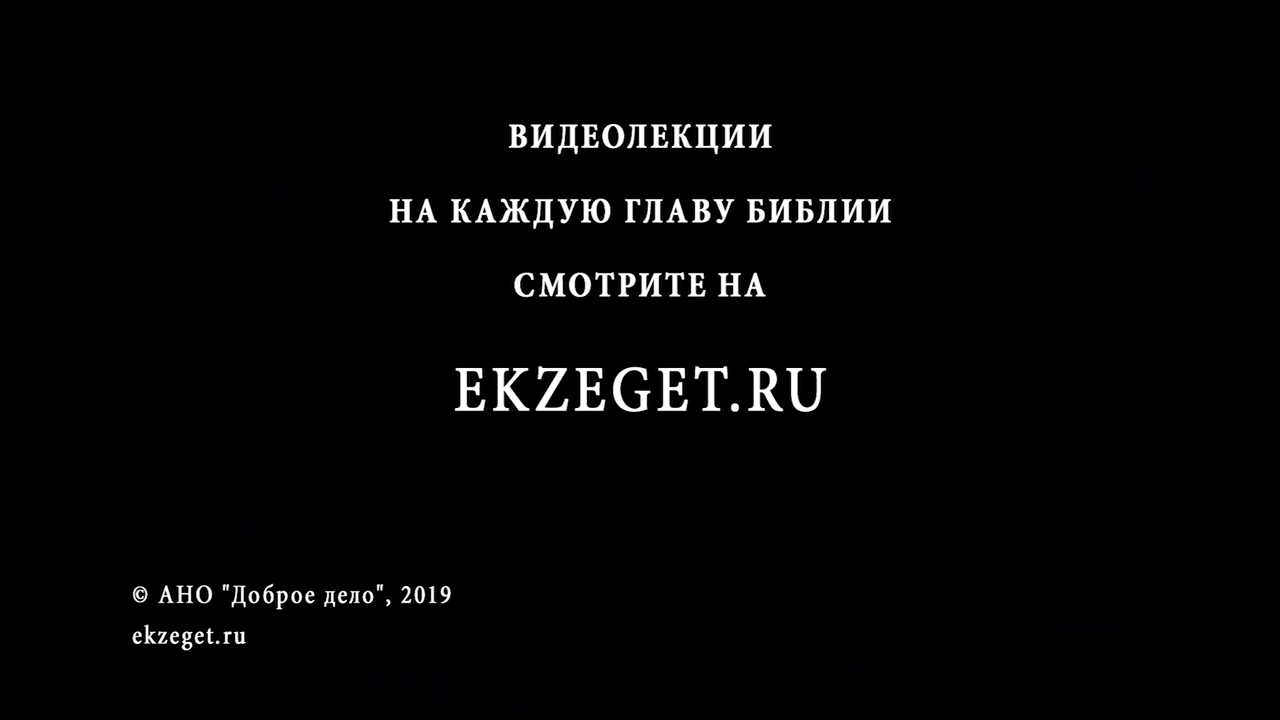 ВИДЕОЛЕКЦИИ
НА КАЖДУЮ ГЛАВУ БИБЛИИ
СМОТРИТЕ НА
EKZEGET.RU
© АНО "Доброе дело", 2019
ekzeget.ru